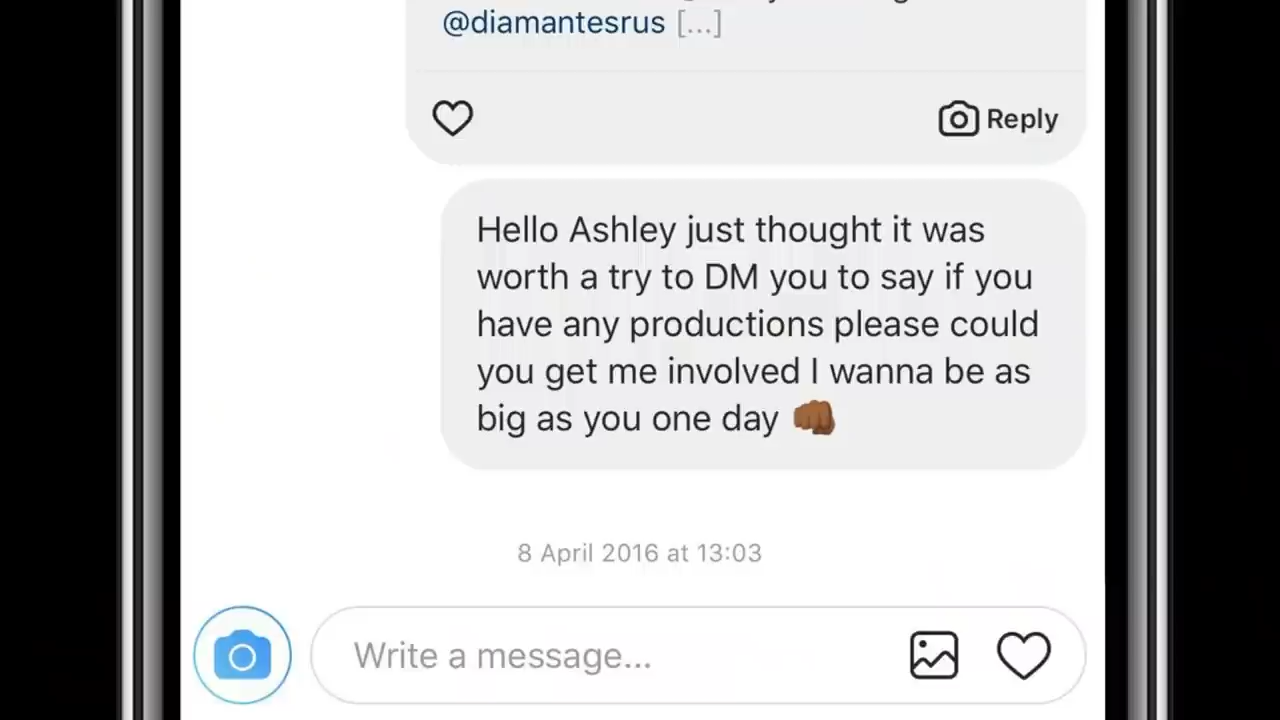 @diamantesrus [...]
Reply
Hello Ashley just thought it was
worth a try to DM you to say if you
have any productions please could
you get me involved I wanna be as
big as you one day 👊🏾
8 April 2016 at 13:03
Write a message...